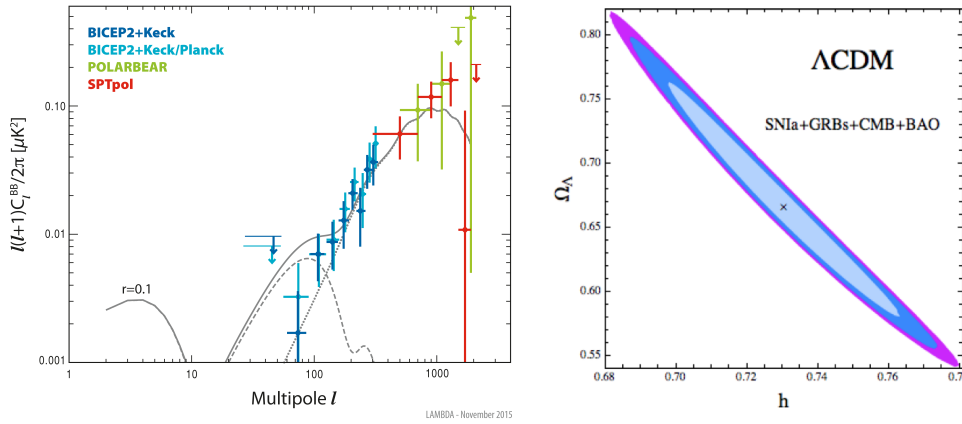 BICEP2+Keck
BICEP2+Keck/Planck
POLARBEAR
SPTpol
r=0.1
l(l+1)C_l^BB/2π [μK²]
0.10
0.01
0.001
1
10
100
1000
Multipole l
LAMBDA - November 2015
ΛCDM
SNIa+GRBs+CMB+BAO
Ω_Λ
0.80
0.75
0.70
0.65
0.60
0.55
0.68
0.70
0.72
0.74
0.76
h